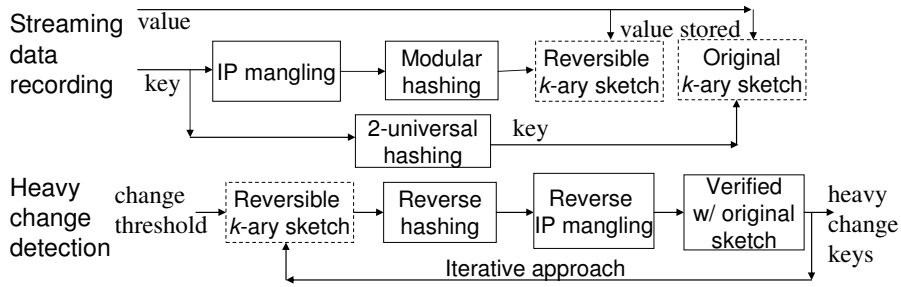 Streaming
data
recording
value
value stored
key
IP mangling
Modular
hashing
Reversible
k-ary sketch
Original
k-ary sketch
2-universal
hashing
key
Heavy
change
detection
change
threshold
Reversible
k-ary sketch
Reverse
hashing
Reverse
IP mangling
Verified
w/ original
sketch
heavy
change
keys
Iterative approach